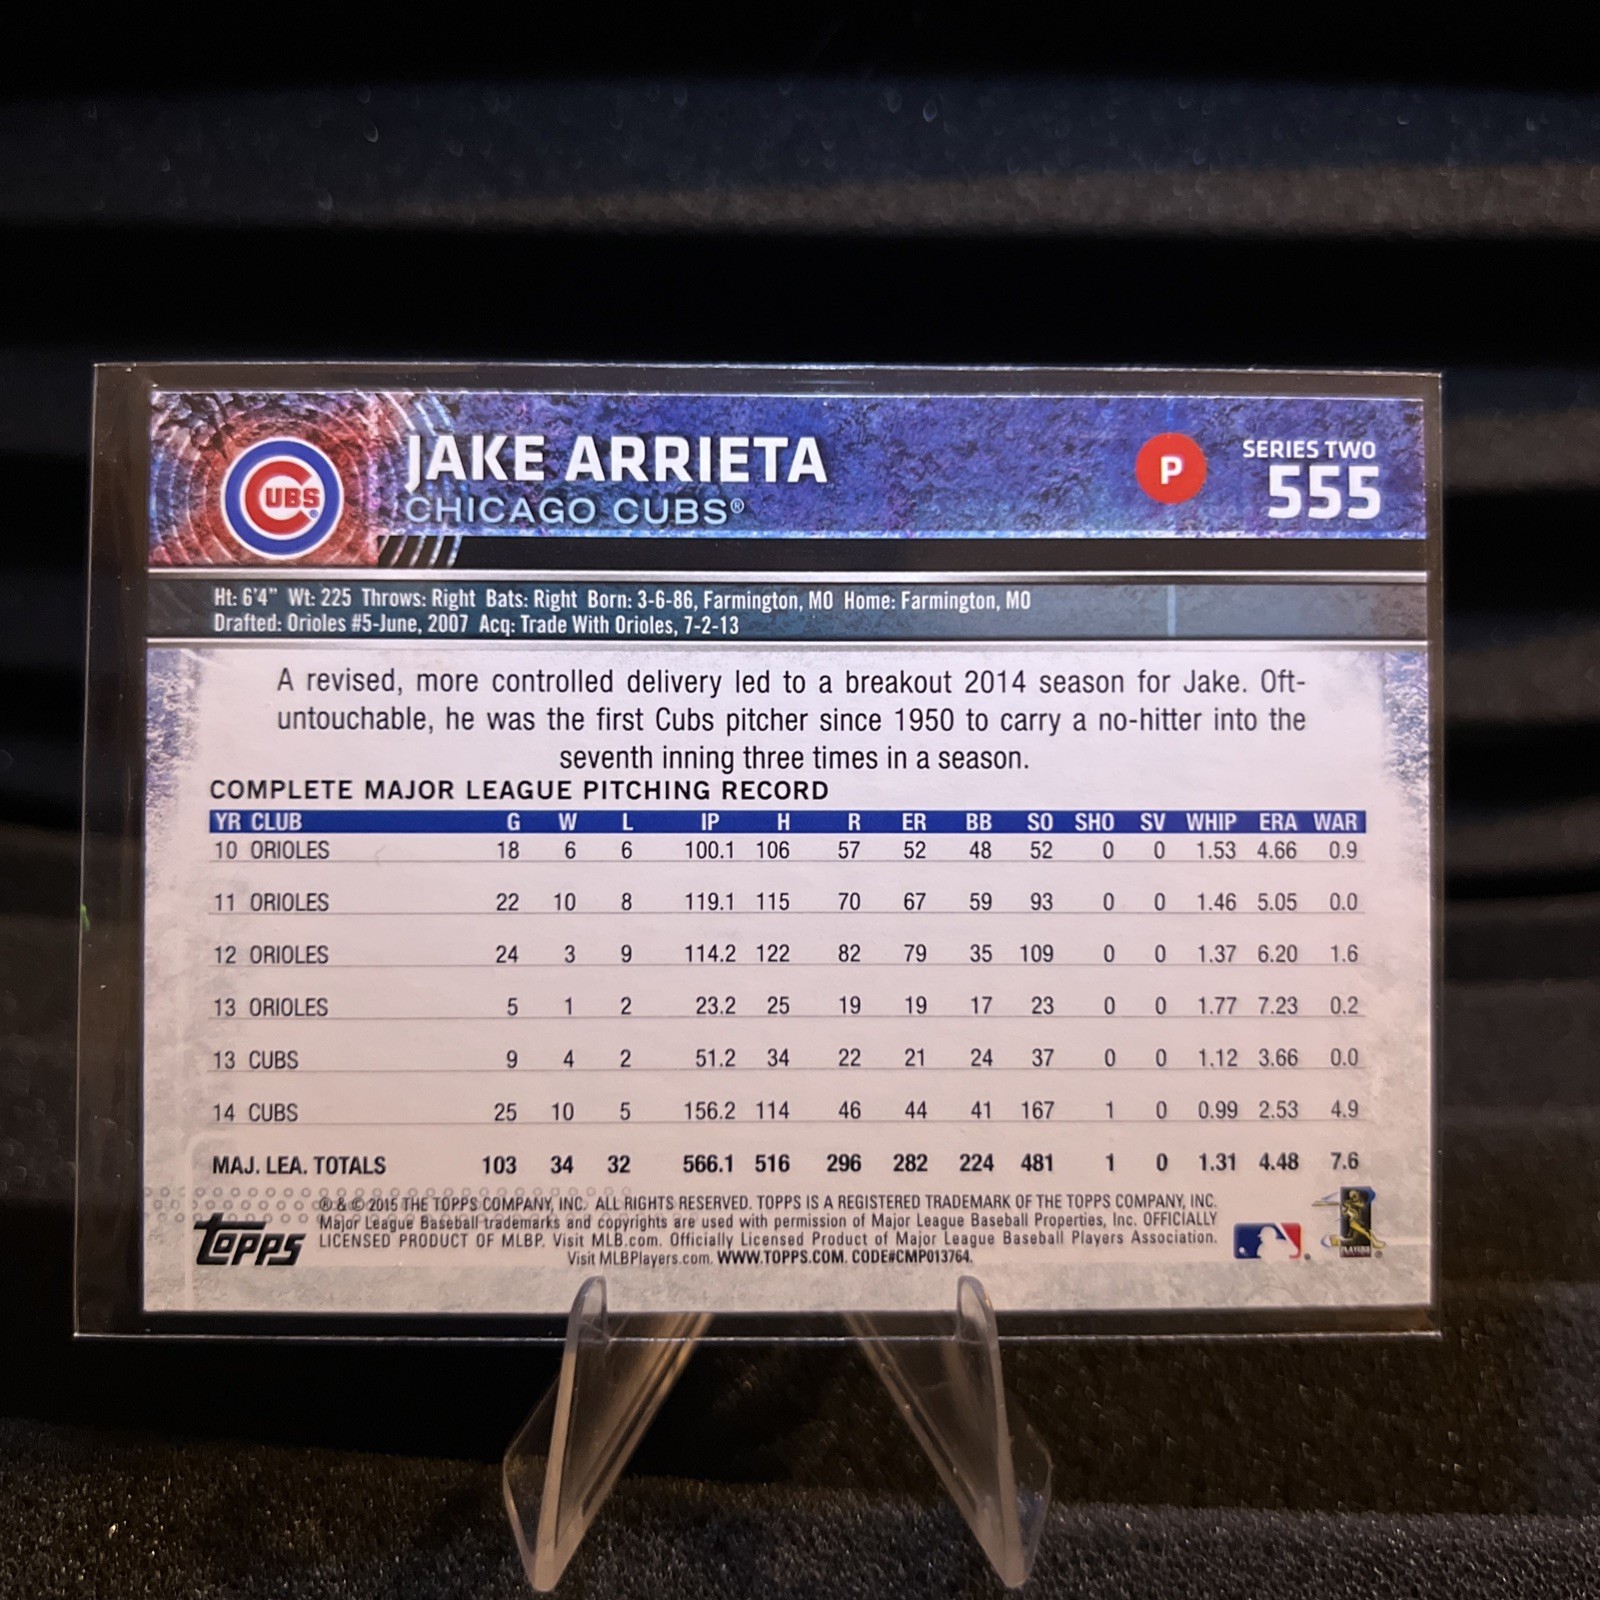 CUBS®
JAKE ARRIETA
CHICAGO CUBS®
P
SERIES TWO
555
Ht: 6'4" Wt: 225 Throws: Right Bats: Right Born: 3-6-86, Farmington, MO Home: Farmington, MO
Drafted: Orioles #5-June, 2007 Acq: Trade With Orioles, 7-2-13
A revised, more controlled delivery led to a breakout 2014 season for Jake. Oft-
untouchable, he was the first Cubs pitcher since 1950 to carry a no-hitter into the
seventh inning three times in a season.
COMPLETE MAJOR LEAGUE PITCHING RECORD
YR CLUB G W L IP H R ER BB SO SHO SV WHIP ERA WAR
10 ORIOLES 18 6 6 100.1 106 57 52 48 52 0 0 1.53 4.66 0.9
11 ORIOLES 22 10 8 119.1 115 70 67 59 93 0 0 1.46 5.05 0.0
12 ORIOLES 24 3 9 114.2 122 82 79 35 109 0 0 1.37 6.20 1.6
13 ORIOLES 5 1 2 23.2 25 19 19 17 23 0 0 1.77 7.23 0.2
13 CUBS 9 4 2 51.2 34 22 21 24 37 0 0 1.12 3.66 0.0
14 CUBS 25 10 5 156.2 114 46 44 41 167 1 0 0.99 2.53 4.9
MAJ. LEA. TOTALS 103 34 32 566.1 516 296 282 224 481 1 0 1.31 4.48 7.6
® & © 2015 THE TOPPS COMPANY, INC. ALL RIGHTS RESERVED. TOPPS IS A REGISTERED TRADEMARK OF THE TOPPS COMPANY, INC.
Major League Baseball trademarks and copyrights are used with permission of Major League Baseball Properties, Inc. OFFICIALLY
LICENSED PRODUCT OF MLBP. Visit MLB.com. Officially Licensed Product of Major League Baseball Players Association.
Visit MLBPlayers.com. WWW.TOPPS.COM. CODE#CMP013764.
Topps
PLAYERS